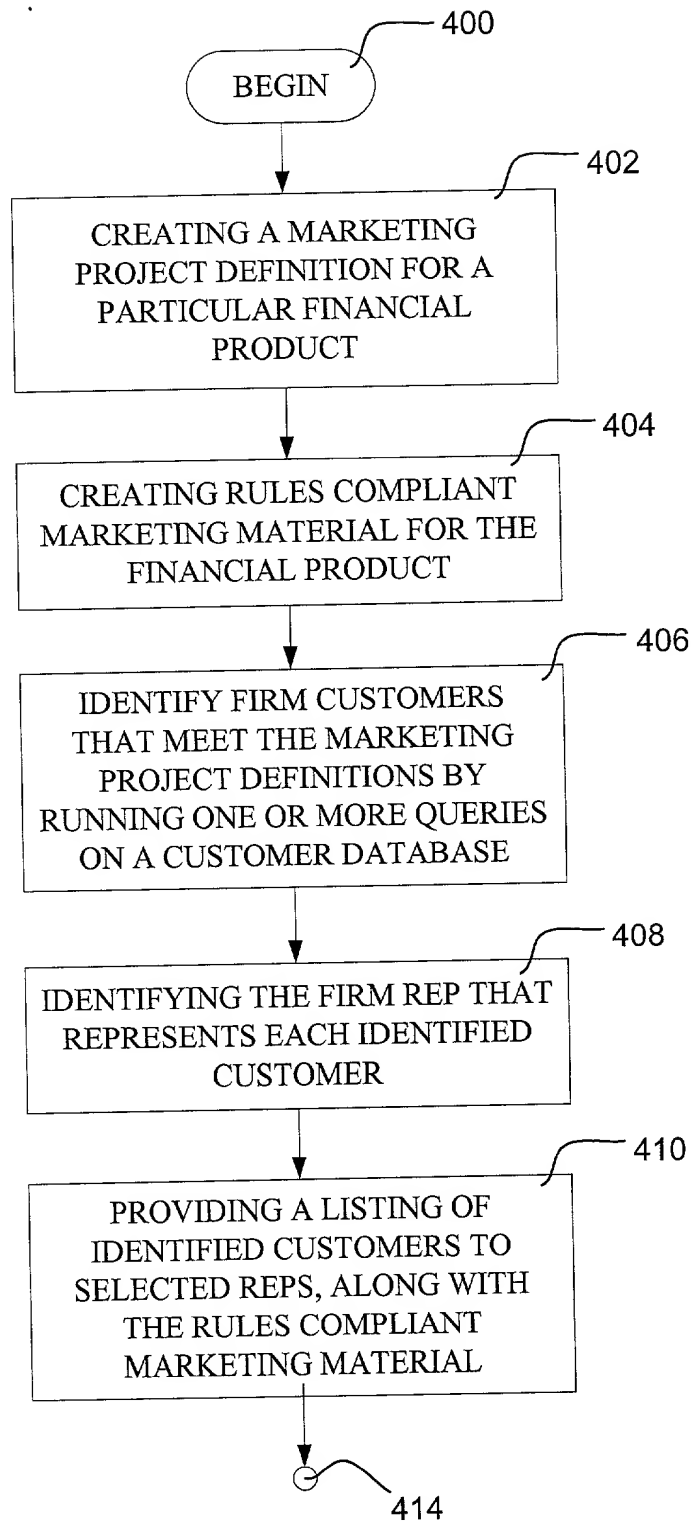 400
BEGIN
402
CREATING A MARKETING
PROJECT DEFINITION FOR A
PARTICULAR FINANCIAL
PRODUCT
404
CREATING RULES COMPLIANT
MARKETING MATERIAL FOR THE
FINANCIAL PRODUCT
406
IDENTIFY FIRM CUSTOMERS
THAT MEET THE MARKETING
PROJECT DEFINITIONS BY
RUNNING ONE OR MORE QUERIES
ON A CUSTOMER DATABASE
408
IDENTIFYING THE FIRM REP THAT
REPRESENTS EACH IDENTIFIED
CUSTOMER
410
PROVIDING A LISTING OF
IDENTIFIED CUSTOMERS TO
SELECTED REPS, ALONG WITH
THE RULES COMPLIANT
MARKETING MATERIAL
414